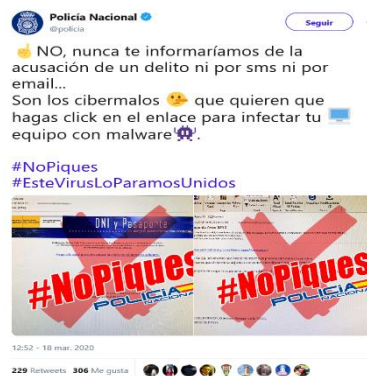 Policía Nacional
@policia
Seguir
NO, nunca te informaríamos de la
acusación de un delito ni por sms ni por
email...
Son los cibermalos que quieren que
hagas click en el enlace para infectar tu
equipo con malware.
#NoPiques
#EsteVirusLoParamosUnidos
DNI y Pasaporte
#NoPiques
POLICÍA
NACIONAL
#NoPiques
POLICÍA
NACIONAL
12:52 - 18 mar. 2020
229 Retweets 306 Me gusta